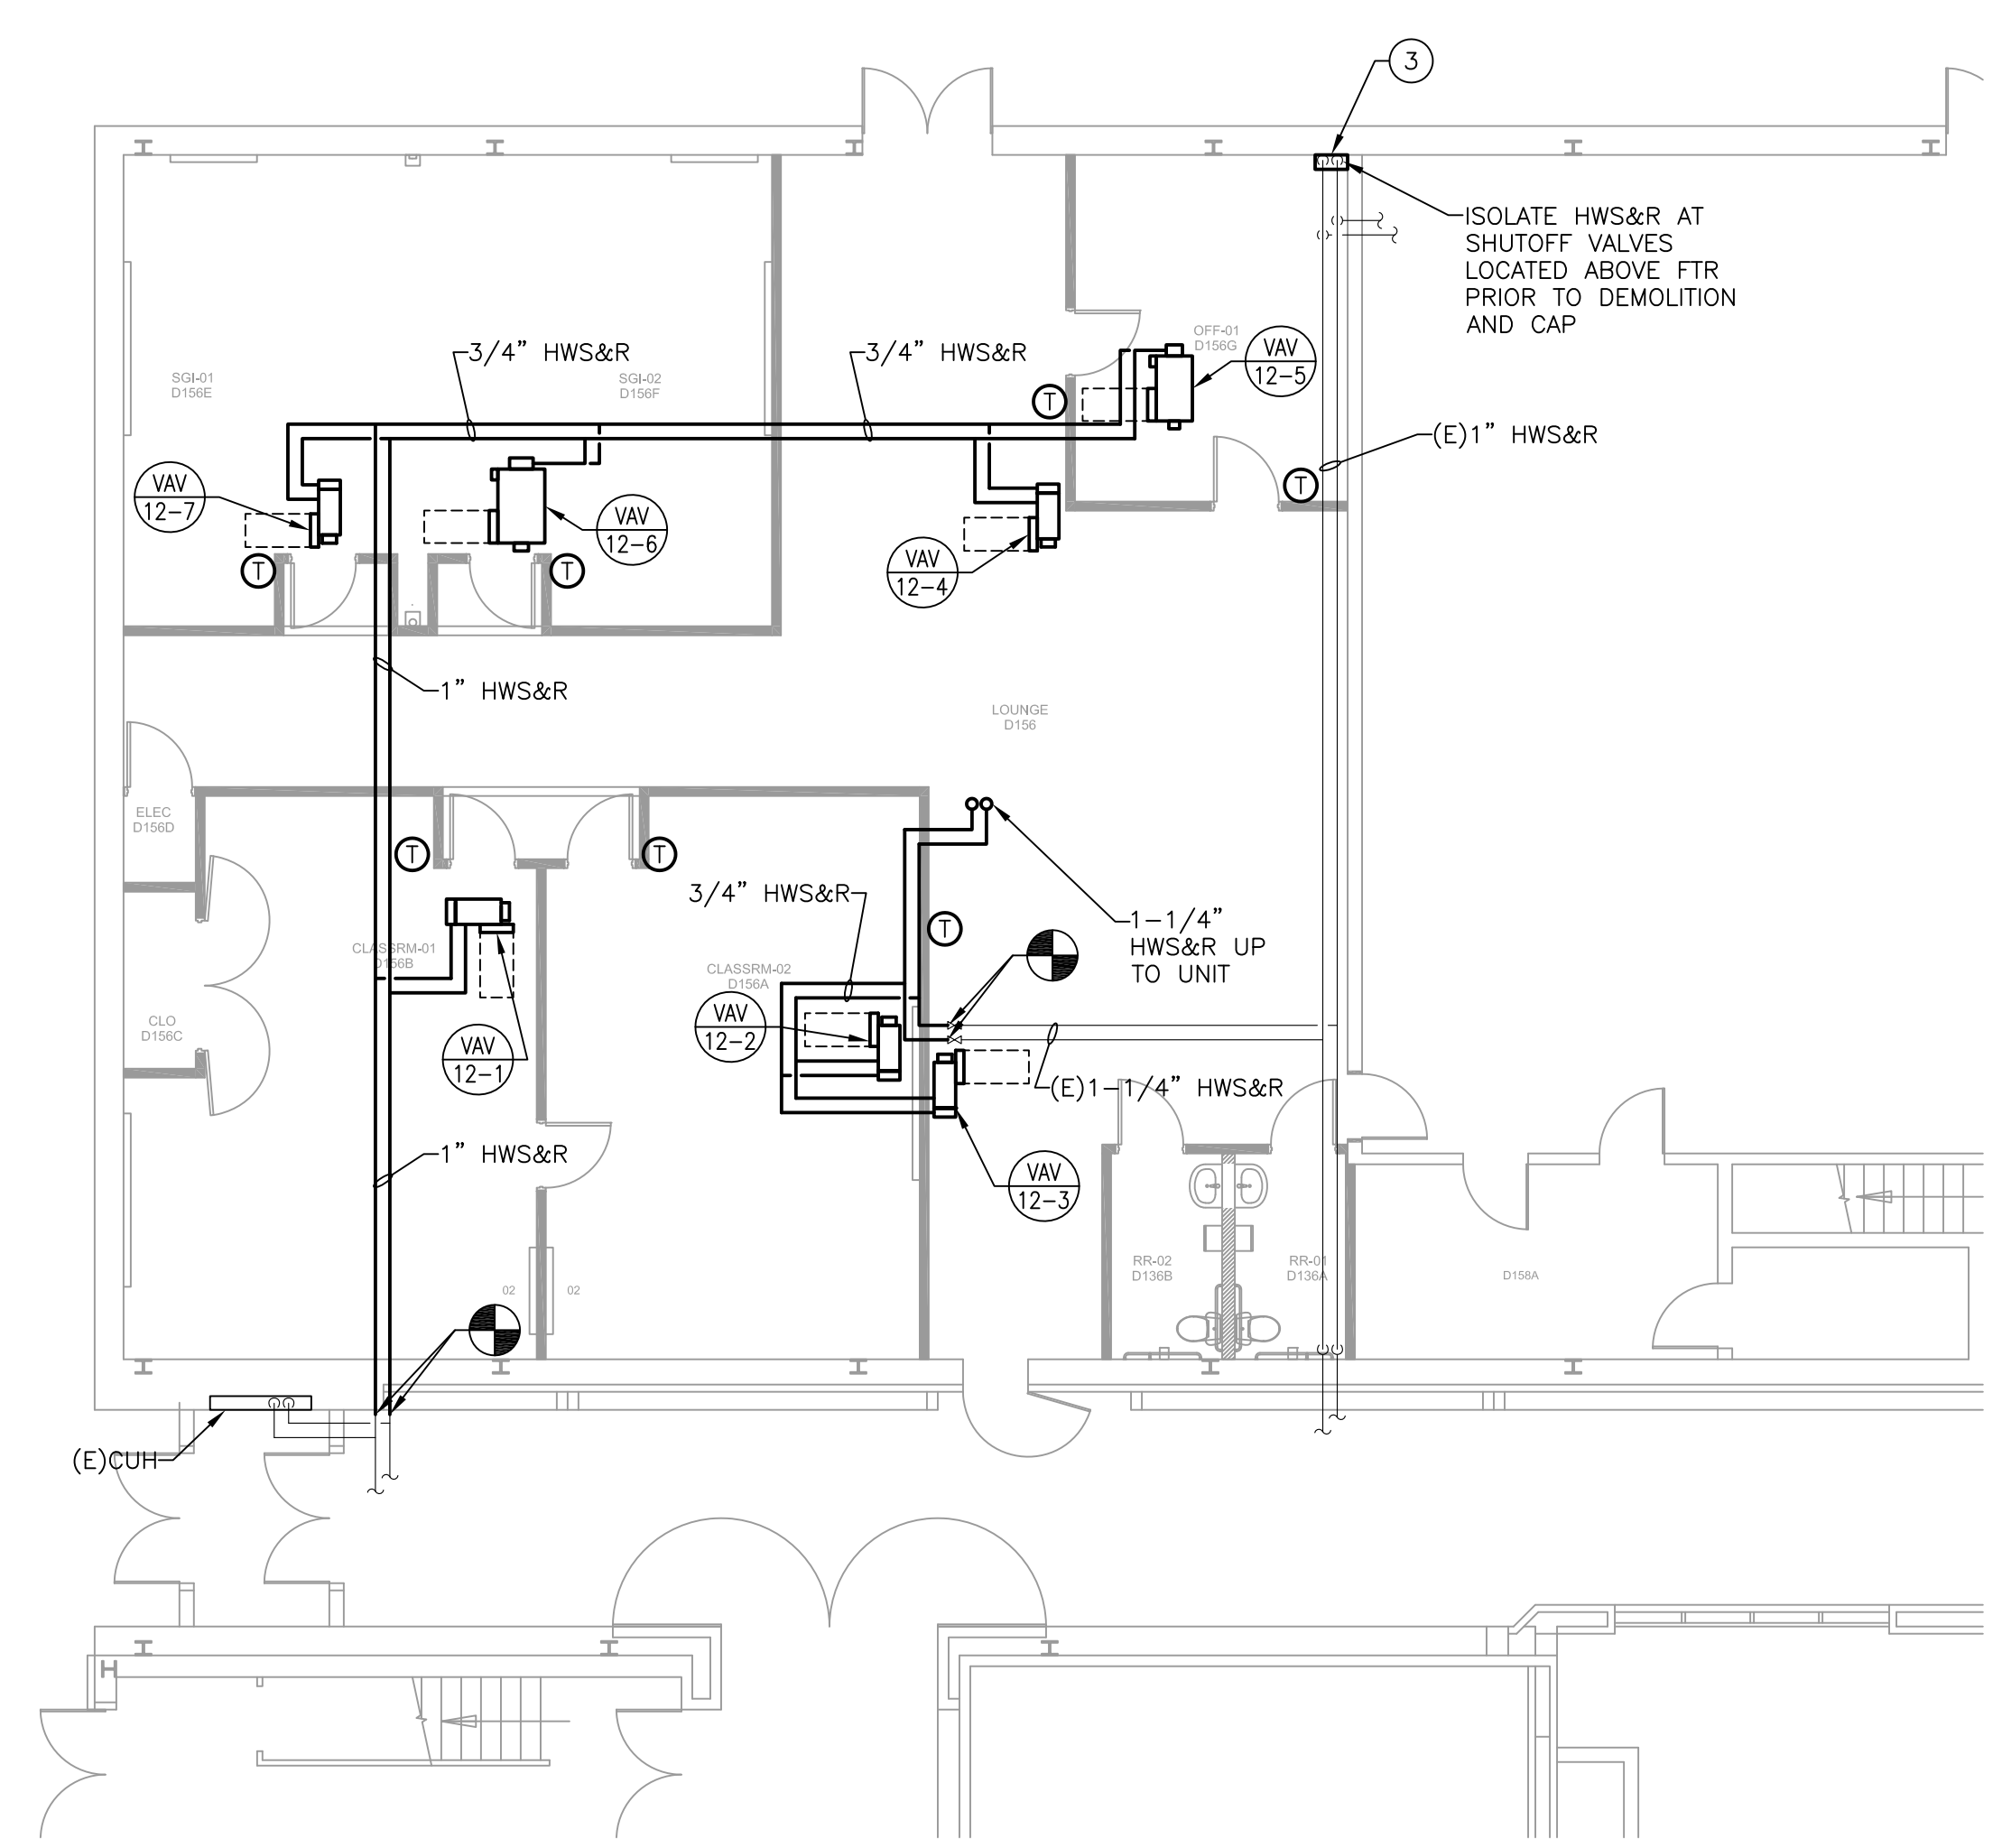 3
ISOLATE HWS&R AT
SHUTOFF VALVES
LOCATED ABOVE FTR
PRIOR TO DEMOLITION
AND CAP
3/4” HWS&R
3/4” HWS&R
OFF-01
D156G
VAV
12-5
SGI-01
D156E
SGI-02
D156F
T
(E)1” HWS&R
VAV
12-7
VAV
12-6
T
VAV
12-4
T
T
1” HWS&R
LOUNGE
D156
ELEC
D156D
T
T
3/4” HWS&R
1-1/4”
HWS&R UP
TO UNIT
T
CLASSRM-01
D156B
CLASSRM-02
D156A
CLO
D156C
VAV
12-1
VAV
12-2
(E)1-1/4” HWS&R
1” HWS&R
VAV
12-3
RR-02
D136B
RR-01
D136A
D158A
02
02
(E)CUH